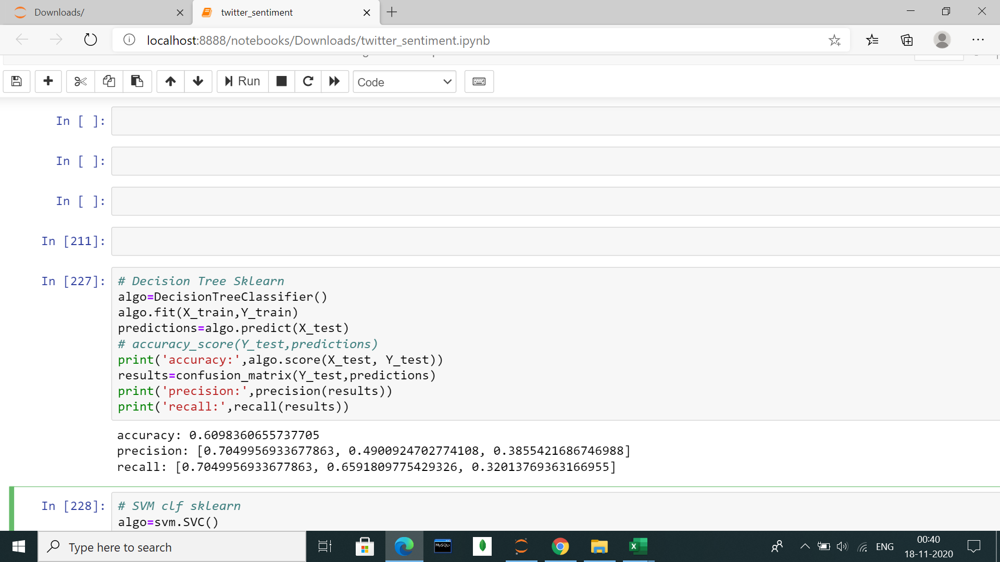 Downloads/
twitter_sentiment
localhost:8888/notebooks/Downloads/twitter_sentiment.ipynb
Run
Code
In [ ]:
In [ ]:
In [ ]:
In [211]:
In [227]:
# Decision Tree Sklearn
algo=DecisionTreeClassifier()
algo.fit(X_train,Y_train)
predictions=algo.predict(X_test)
# accuracy_score(Y_test,predictions)
print('accuracy:',algo.score(X_test, Y_test))
results=confusion_matrix(Y_test,predictions)
print('precision:',precision(results))
print('recall:',recall(results))
accuracy: 0.6098360655737705
precision: [0.7049956933677863, 0.4900924702774108, 0.3855421686746988]
recall: [0.7049956933677863, 0.6591809775429326, 0.32013769363166955]
In [228]:
# SVM clf sklearn
algo=svm.SVC()
Type here to search
MySQL
ENG
00:40
18-11-2020